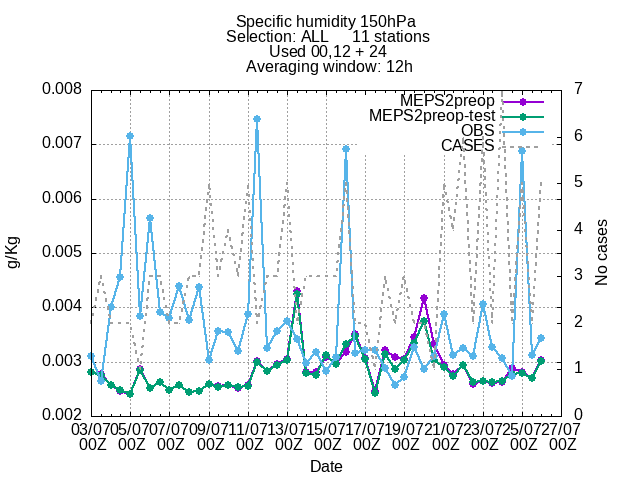 Specific humidity 150hPa
Selection: ALL 11 stations
Used 00,12 + 24
Averaging window: 12h
MEPS2preop
MEPS2preop-test
OBS
CASES
0.008
0.007
0.006
0.005
0.004
0.003
0.002
g/Kg
7
6
5
4
3
2
1
0
No cases
03/07 05/07 07/07 09/07 11/07 13/07 15/07 17/07 19/07 21/07 23/07 25/07 27/07
00Z 00Z 00Z 00Z 00Z 00Z 00Z 00Z 00Z 00Z 00Z 00Z 00Z
Date